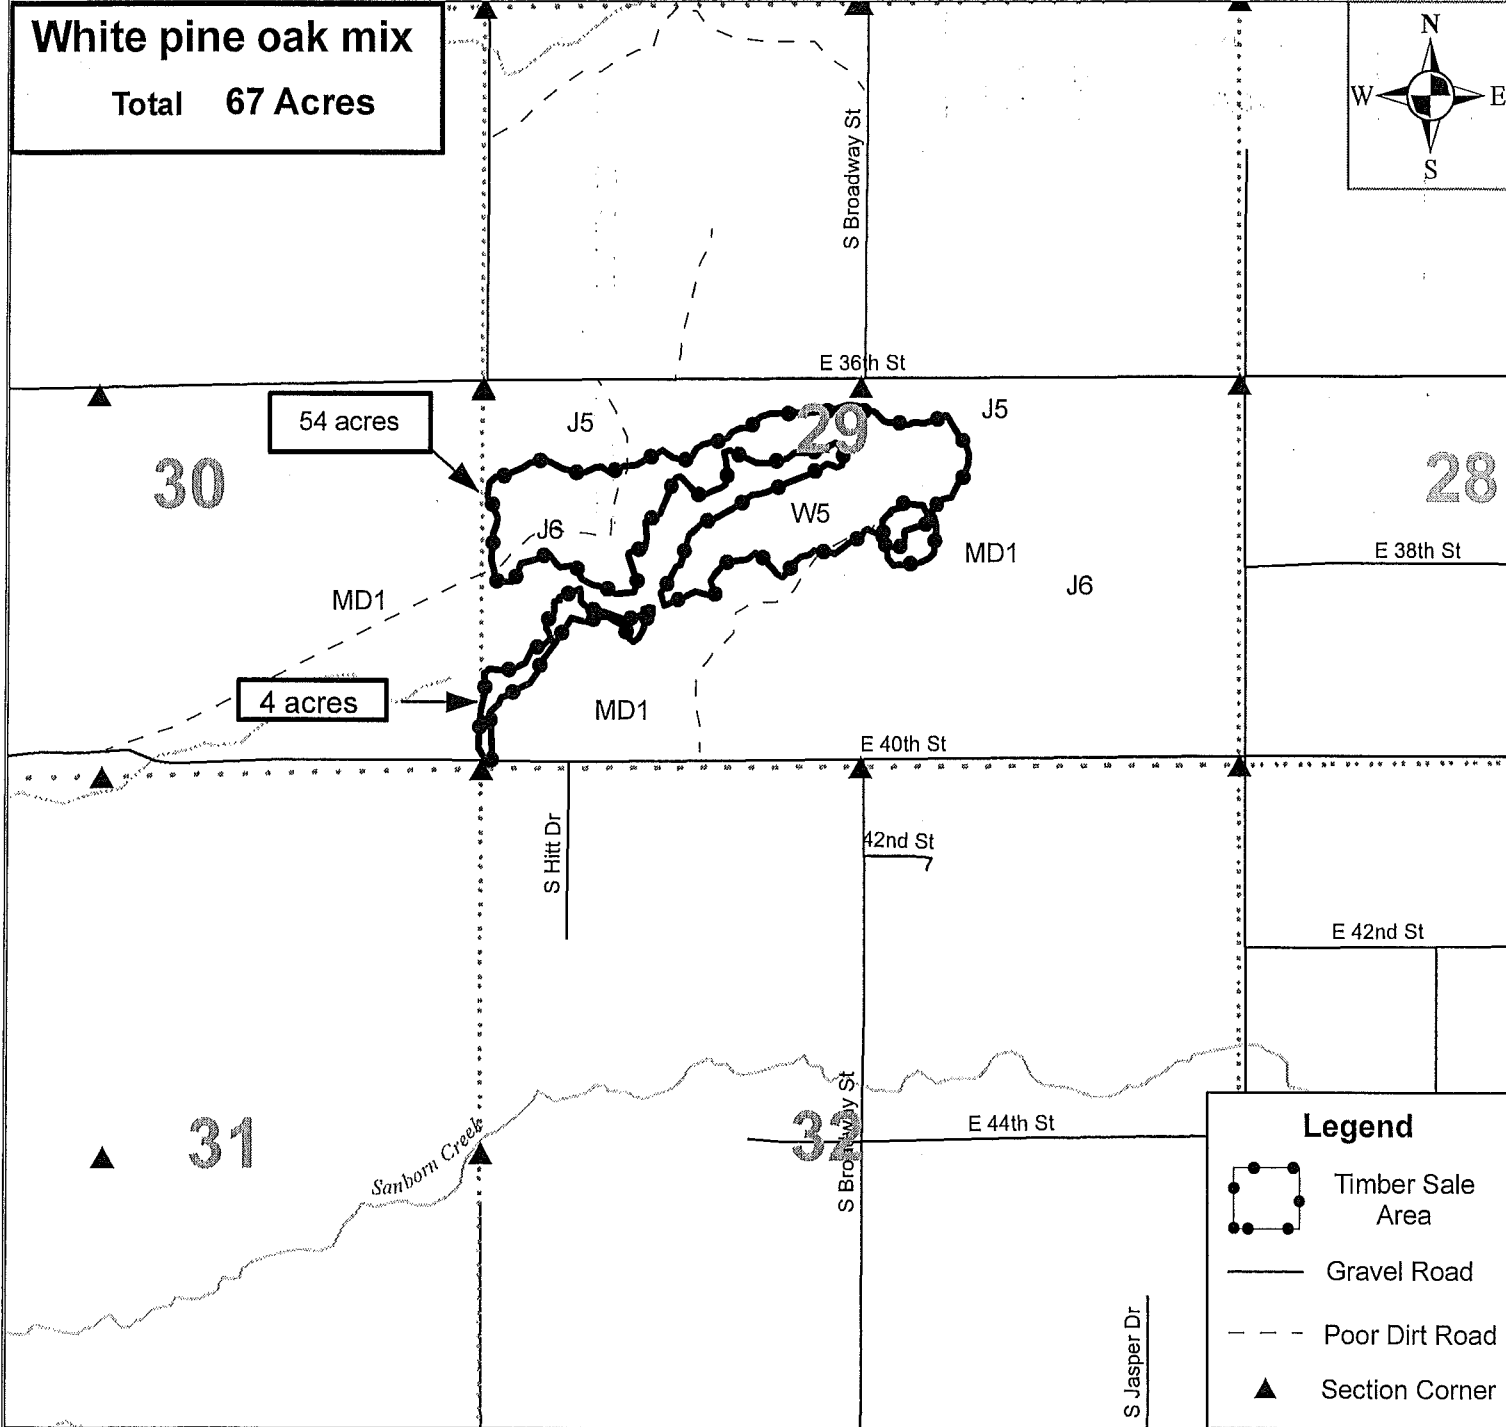 White pine oak mix
Total 67 Acres
N
W E
S
S Broadway St
E 36th St
54 acres
J5
29
J5
30
28
J6
W5
MD1
E 38th St
MD1
J6
4 acres
MD1
E 40th St
S Hitt Dr
42nd St
E 42nd St
S Broadway St
31
32
E 44th St
Sanborn Creek
S Jasper Dr
Legend
Timber Sale
Area
Gravel Road
Poor Dirt Road
Section Corner